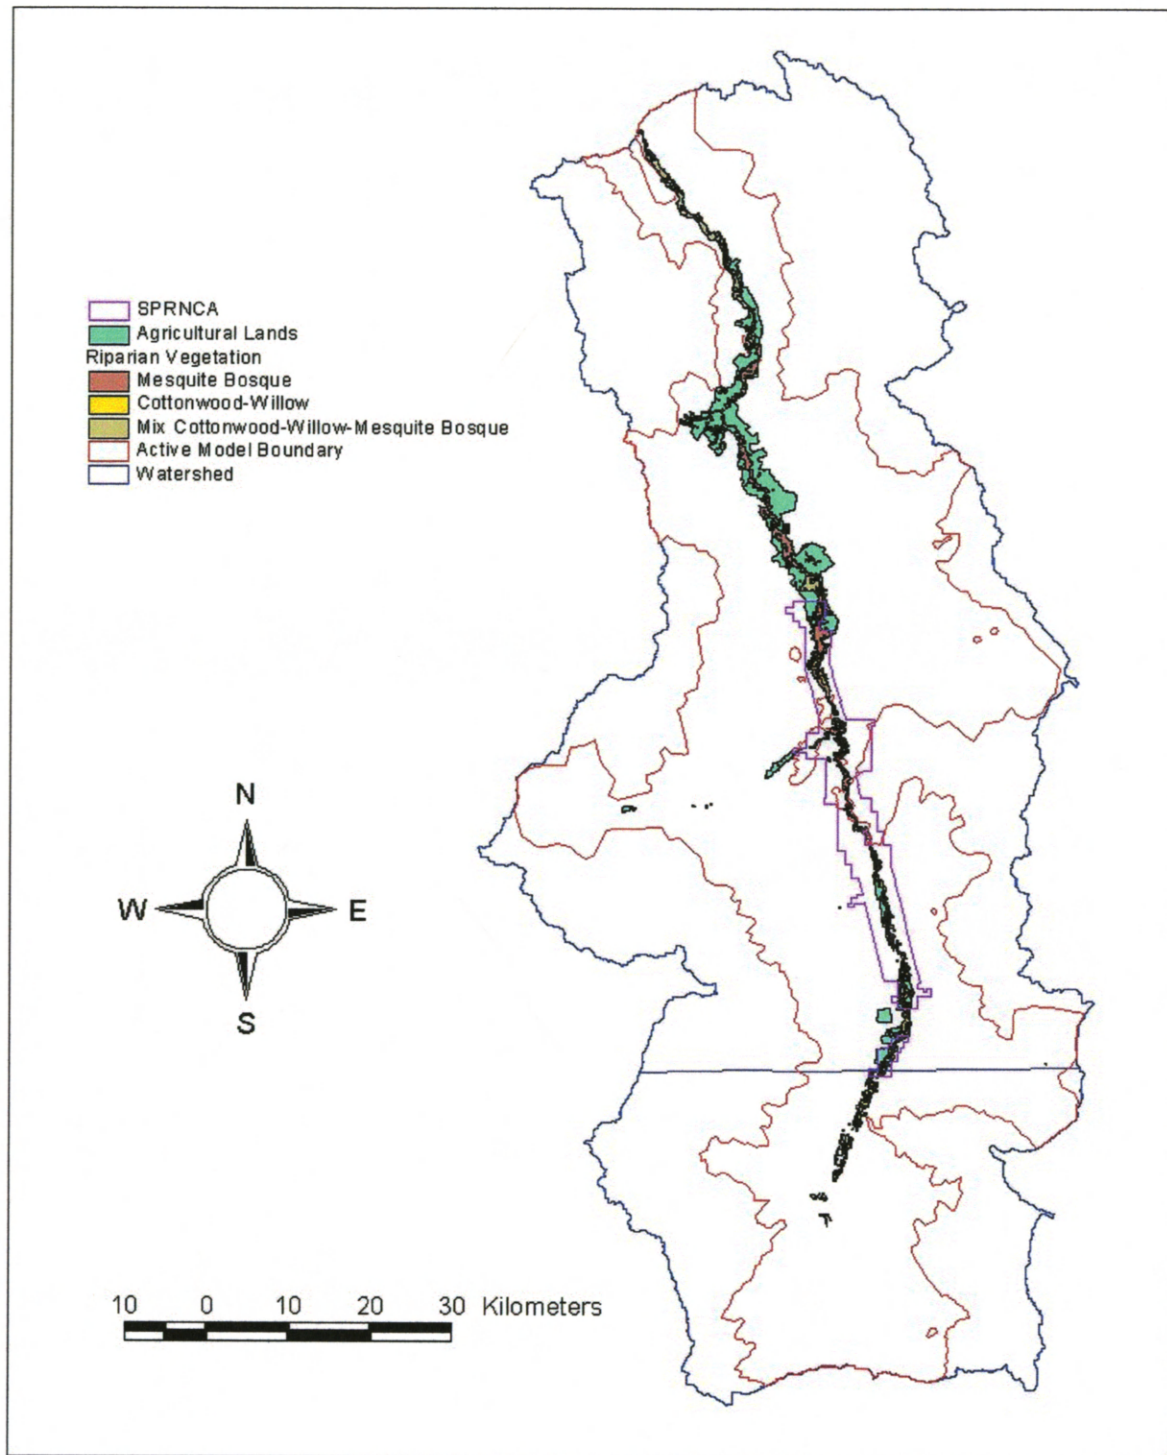 SPRNCA
Agricultural Lands
Riparian Vegetation
Mesquite Bosque
Cottonwood-Willow
Mix Cottonwood-Willow-Mesquite Bosque
Active Model Boundary
Watershed
N
W E
S
10 0 10 20 30 Kilometers